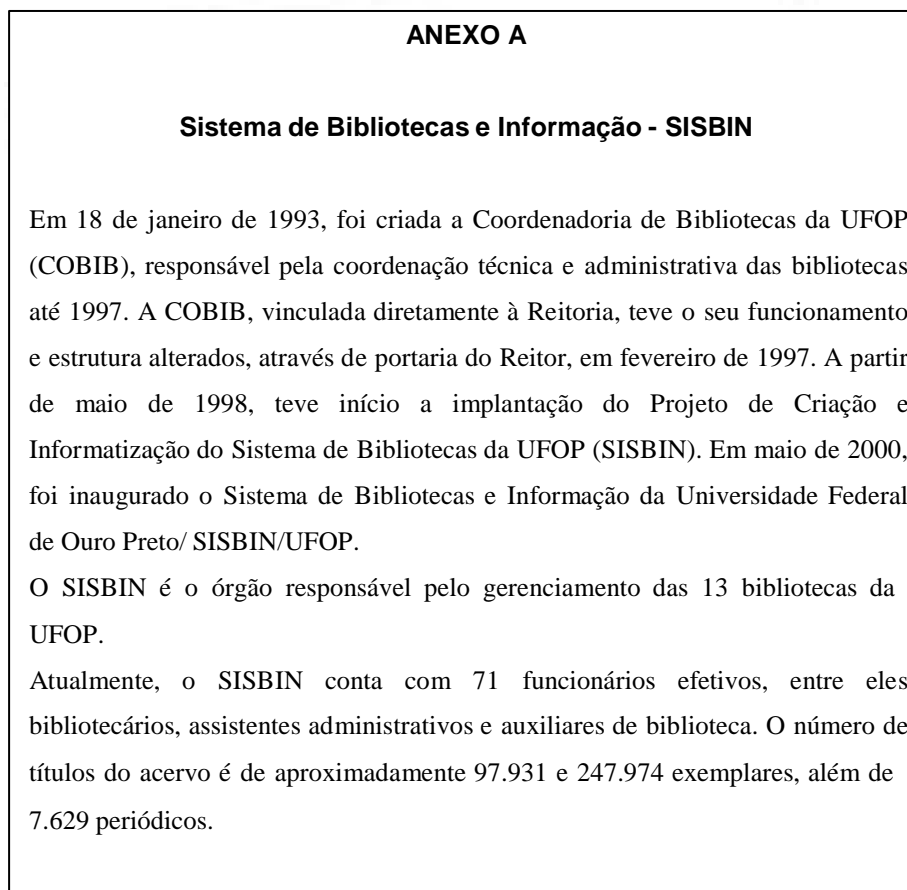 ANEXO A
Sistema de Bibliotecas e Informação - SISBIN
Em 18 de janeiro de 1993, foi criada a Coordenadoria de Bibliotecas da UFOP
(COBIB), responsável pela coordenação técnica e administrativa das bibliotecas
até 1997. A COBIB, vinculada diretamente à Reitoria, teve o seu funcionamento
e estrutura alterados, através de portaria do Reitor, em fevereiro de 1997. A partir
de maio de 1998, teve início a implantação do Projeto de Criação e
Informatização do Sistema de Bibliotecas da UFOP (SISBIN). Em maio de 2000,
foi inaugurado o Sistema de Bibliotecas e Informação da Universidade Federal
de Ouro Preto/ SISBIN/UFOP.
O SISBIN é o órgão responsável pelo gerenciamento das 13 bibliotecas da
UFOP.
Atualmente, o SISBIN conta com 71 funcionários efetivos, entre eles
bibliotecários, assistentes administrativos e auxiliares de biblioteca. O número de
títulos do acervo é de aproximadamente 97.931 e 247.974 exemplares, além de
7.629 periódicos.